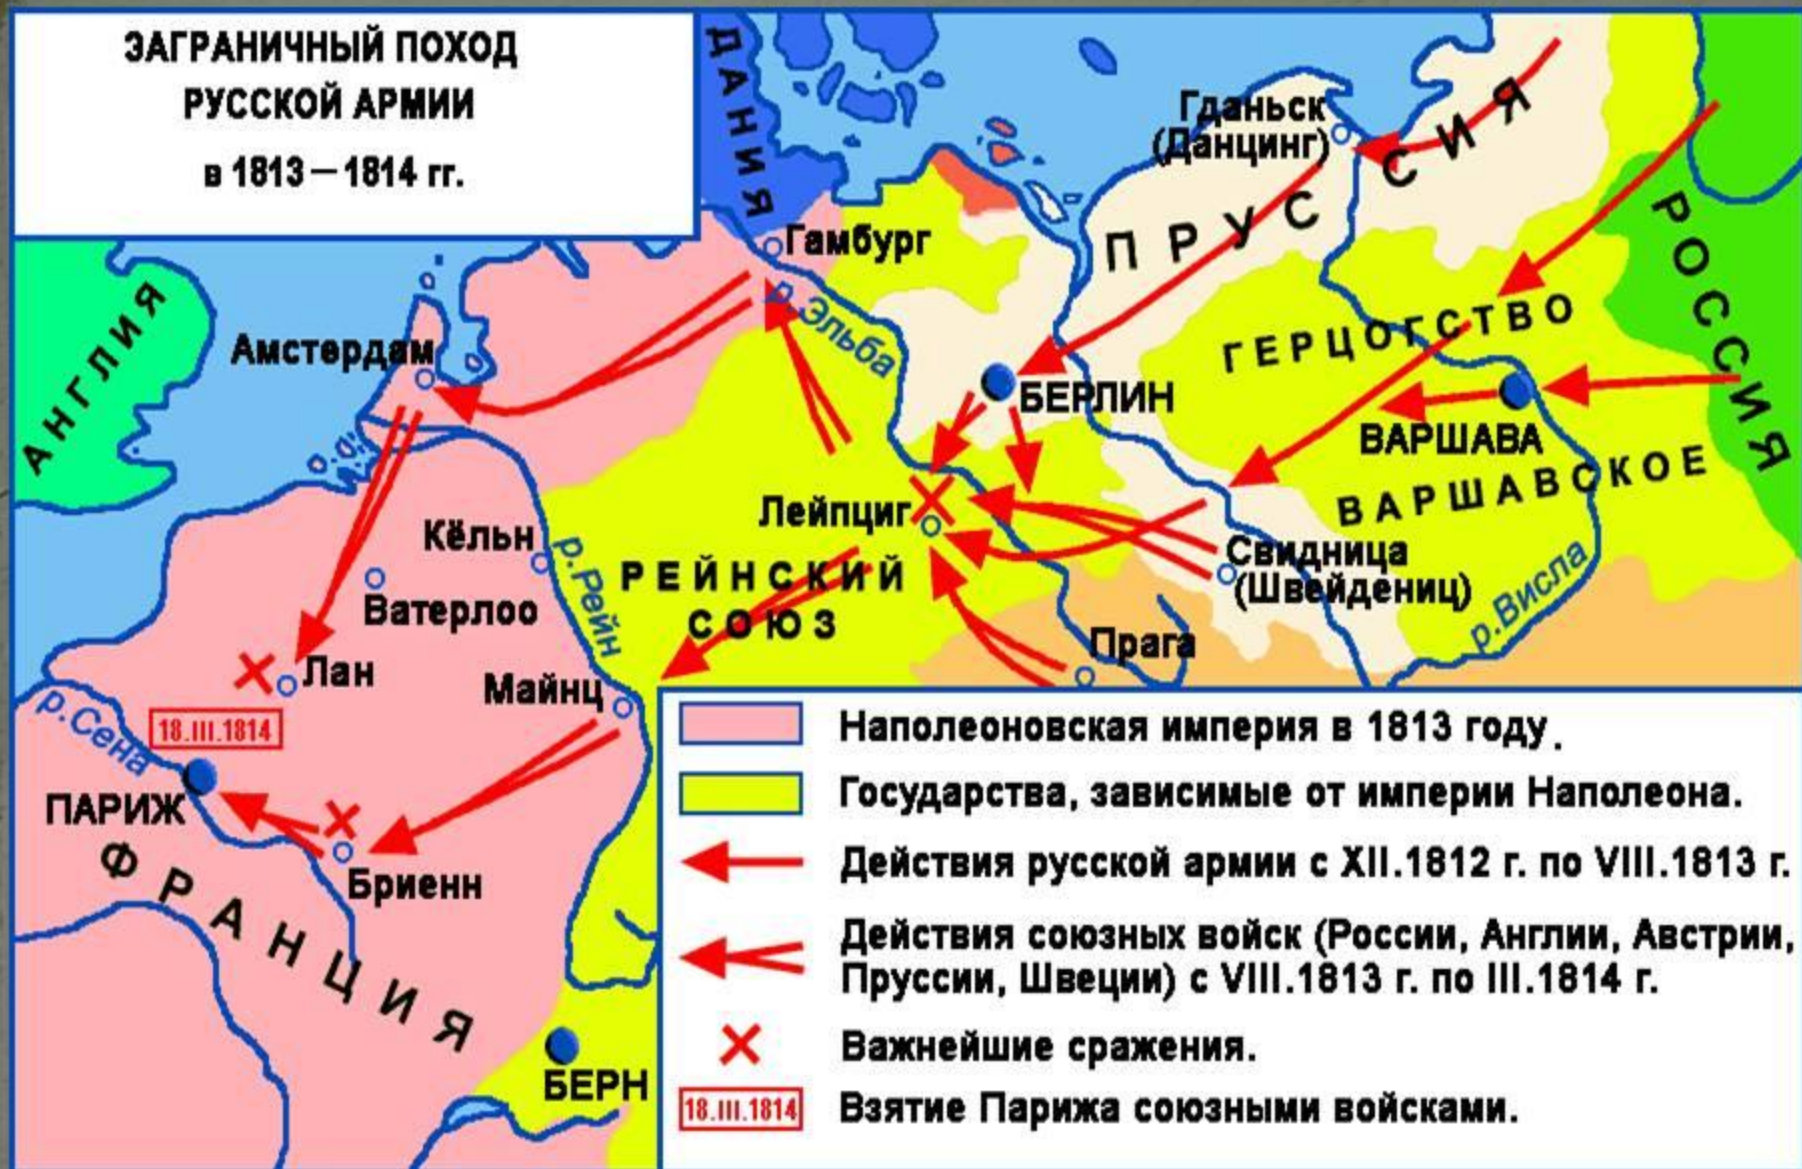 ЗАГРАНИЧНЫЙ ПОХОД
РУССКОЙ АРМИИ
в 1813 – 1814 гг.
ДАНИЯ
Гданьск
(Данцинг)
ПРУССИЯ
РОССИЯ
Гамбург
р.Эльба
АНГЛИЯ
Амстердам
БЕРЛИН
ГЕРЦОГСТВО
ВАРШАВА
ВАРШАВСКОЕ
Лейпциг
Кёльн
р.Рейн
РЕЙНСКИЙ
СОЮЗ
Свидница
(Швейдениц)
р.Висла
Ватерлоо
Прага
Лан
Майнц
р.Сена
18.III.1814
ПАРИЖ
Бриенн
ФРАНЦИЯ
БЕРН
Наполеоновская империя в 1813 году.
Государства, зависимые от империи Наполеона.
Действия русской армии с XII.1812 г. по VIII.1813 г.
Действия союзных войск (России, Англии, Австрии,
Пруссии, Швеции) с VIII.1813 г. по III.1814 г.
Важнейшие сражения.
18.III.1814
Взятие Парижа союзными войсками.